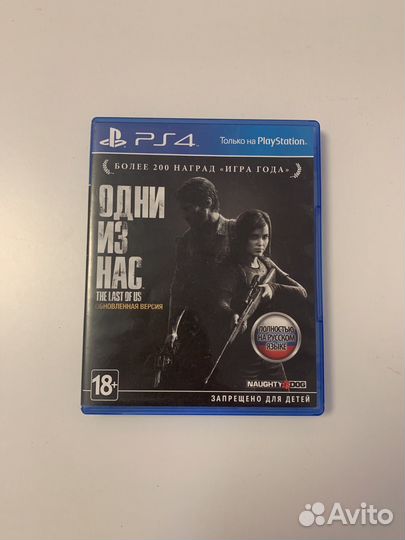 PS4
Только на PlayStation.
БОЛЕЕ 200 НАГРАД «ИГРА ГОДА»
ОДНИ
ИЗ
НАС
THE LAST OF US
ОБНОВЛЕННАЯ ВЕРСИЯ
ПОЛНОСТЬЮ
НА РУССКОМ
ЯЗЫКЕ
18+
NAUGHTY DOG
ЗАПРЕЩЕНО ДЛЯ ДЕТЕЙ
Avito